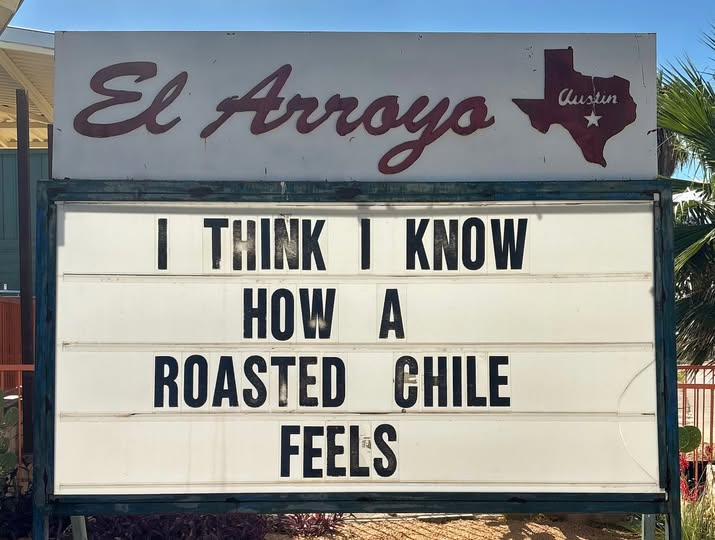 El Arroyo
Austin
I THINK I KNOW
HOW A
ROASTED CHILE
FEELS